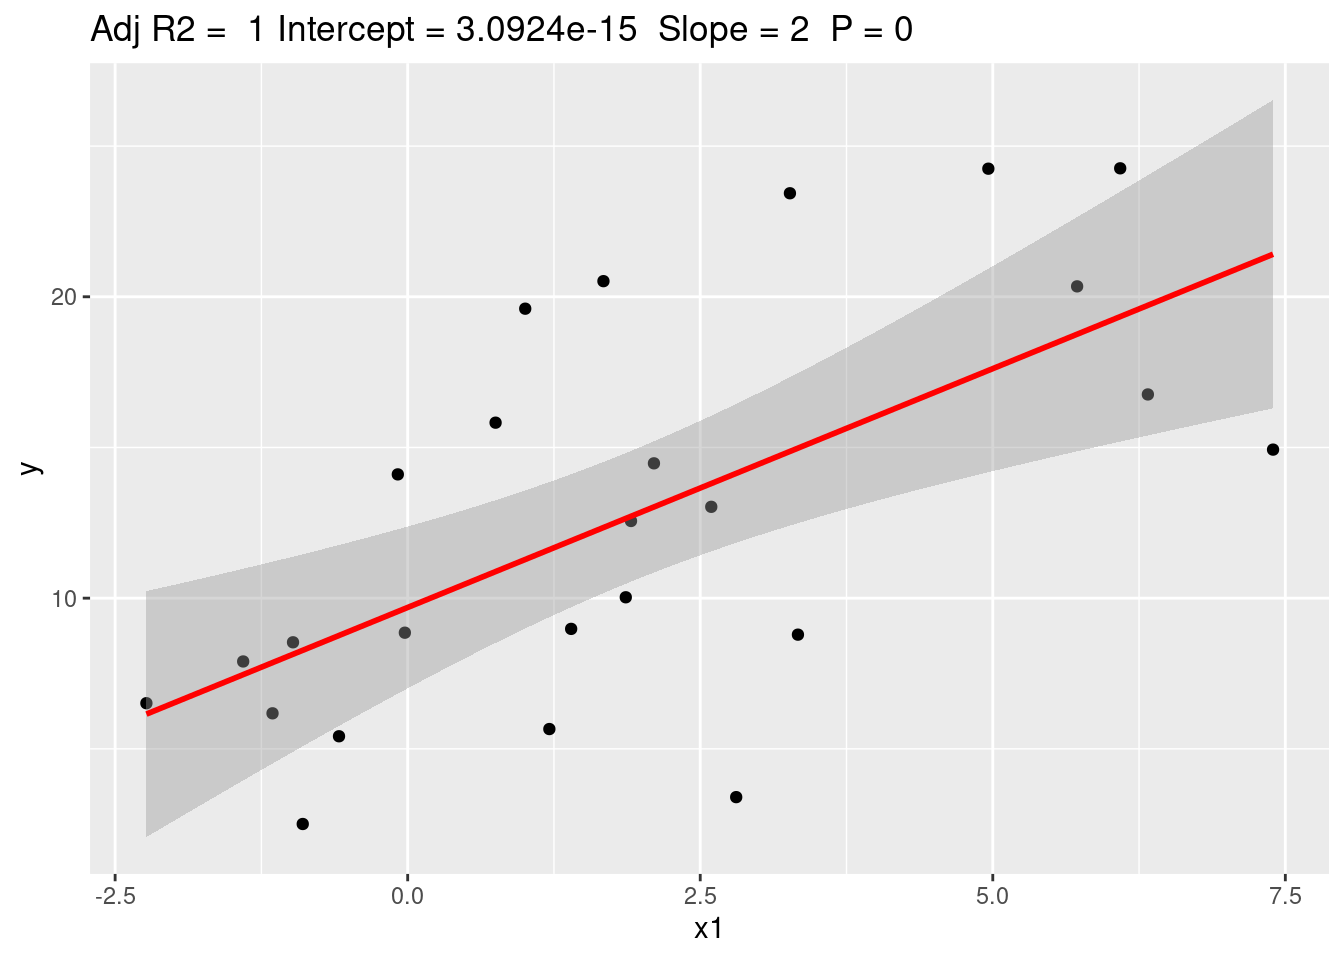 Adj R2 =  1 Intercept = 3.0924e-15  Slope = 2  P = 0
20
10
y
-2.5 0.0 2.5 5.0 7.5
x1